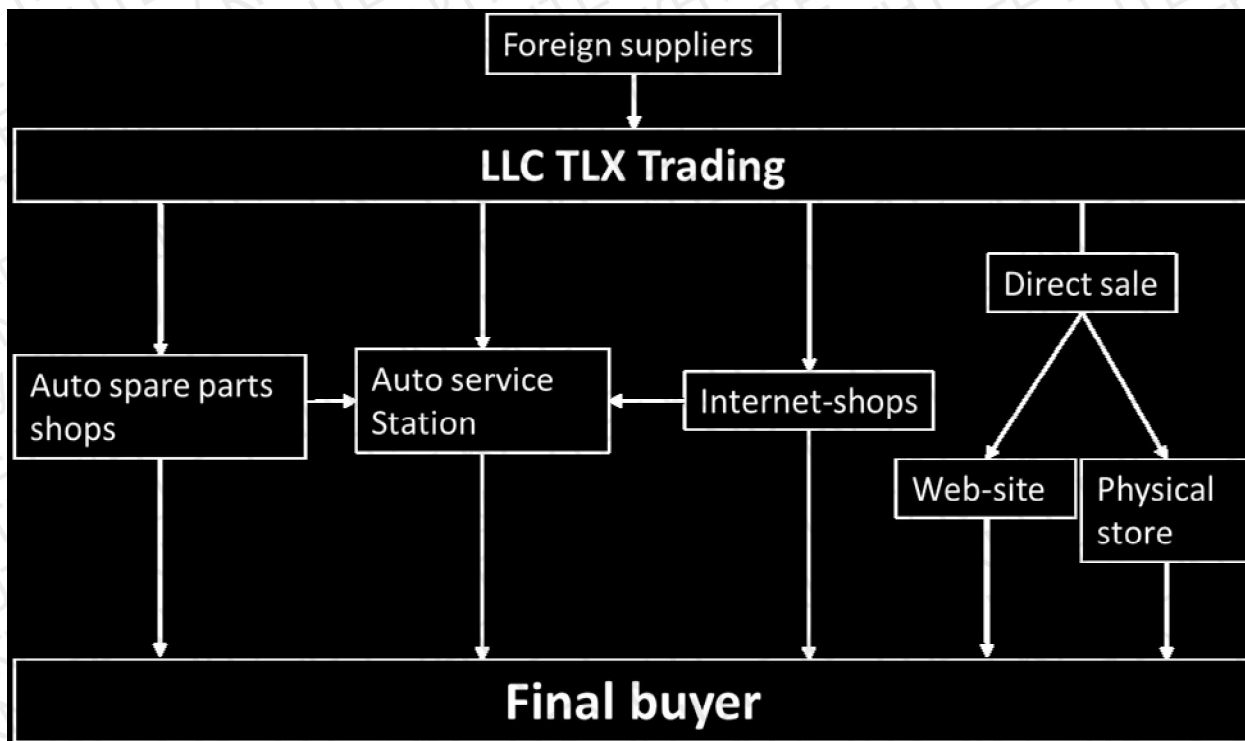 Foreign suppliers
LLC TLX Trading
Direct sale
Auto spare parts
shops
Auto service
Station
Internet-shops
Web-site
Physical
store
Final buyer